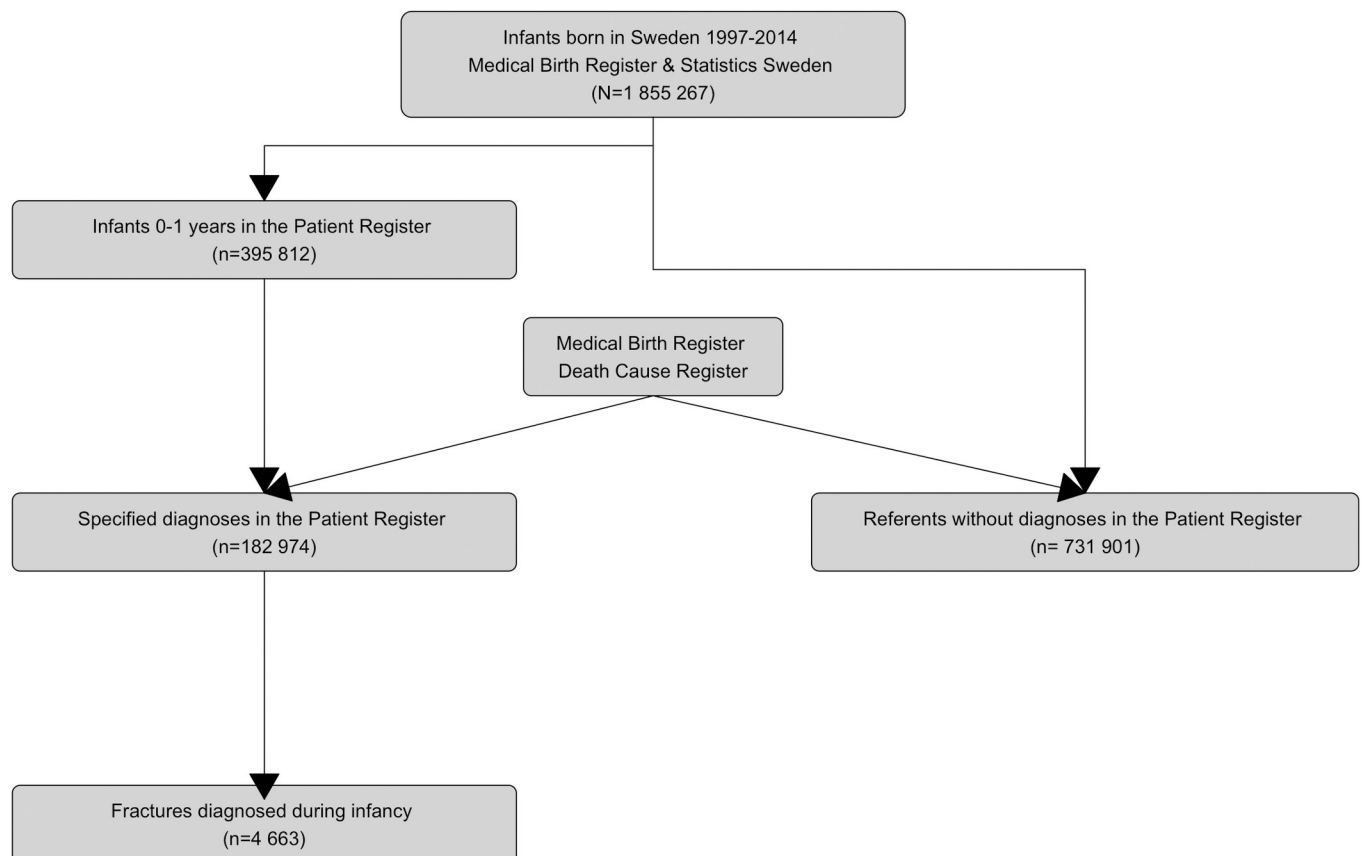 Infants born in Sweden 1997-2014
Medical Birth Register & Statistics Sweden
(N=1 855 267)
Infants 0-1 years in the Patient Register
(n=395 812)
Medical Birth Register
Death Cause Register
Specified diagnoses in the Patient Register
(n=182 974)
Referents without diagnoses in the Patient Register
(n= 731 901)
Fractures diagnosed during infancy
(n=4 663)